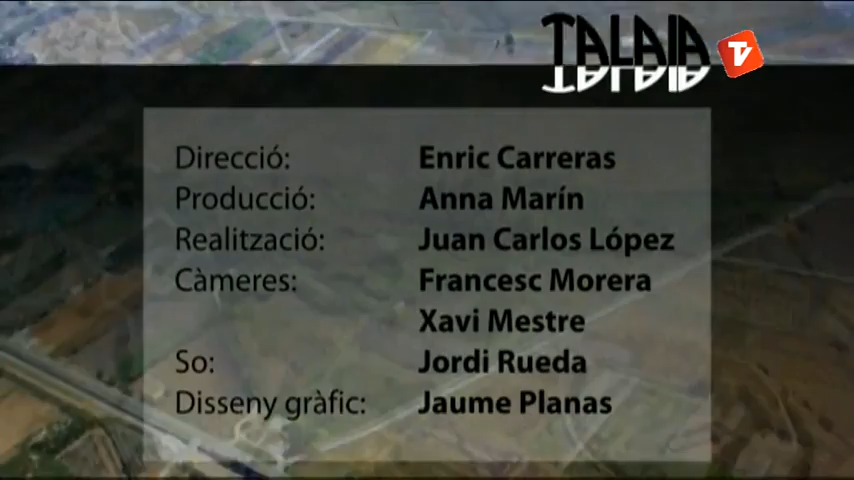 TALAIA
TV
Direcció: Enric Carreras
Producció: Anna Marín
Realització: Juan Carlos López
Càmeres: Francesc Morera
Xavi Mestre
So: Jordi Rueda
Disseny gràfic: Jaume Planas